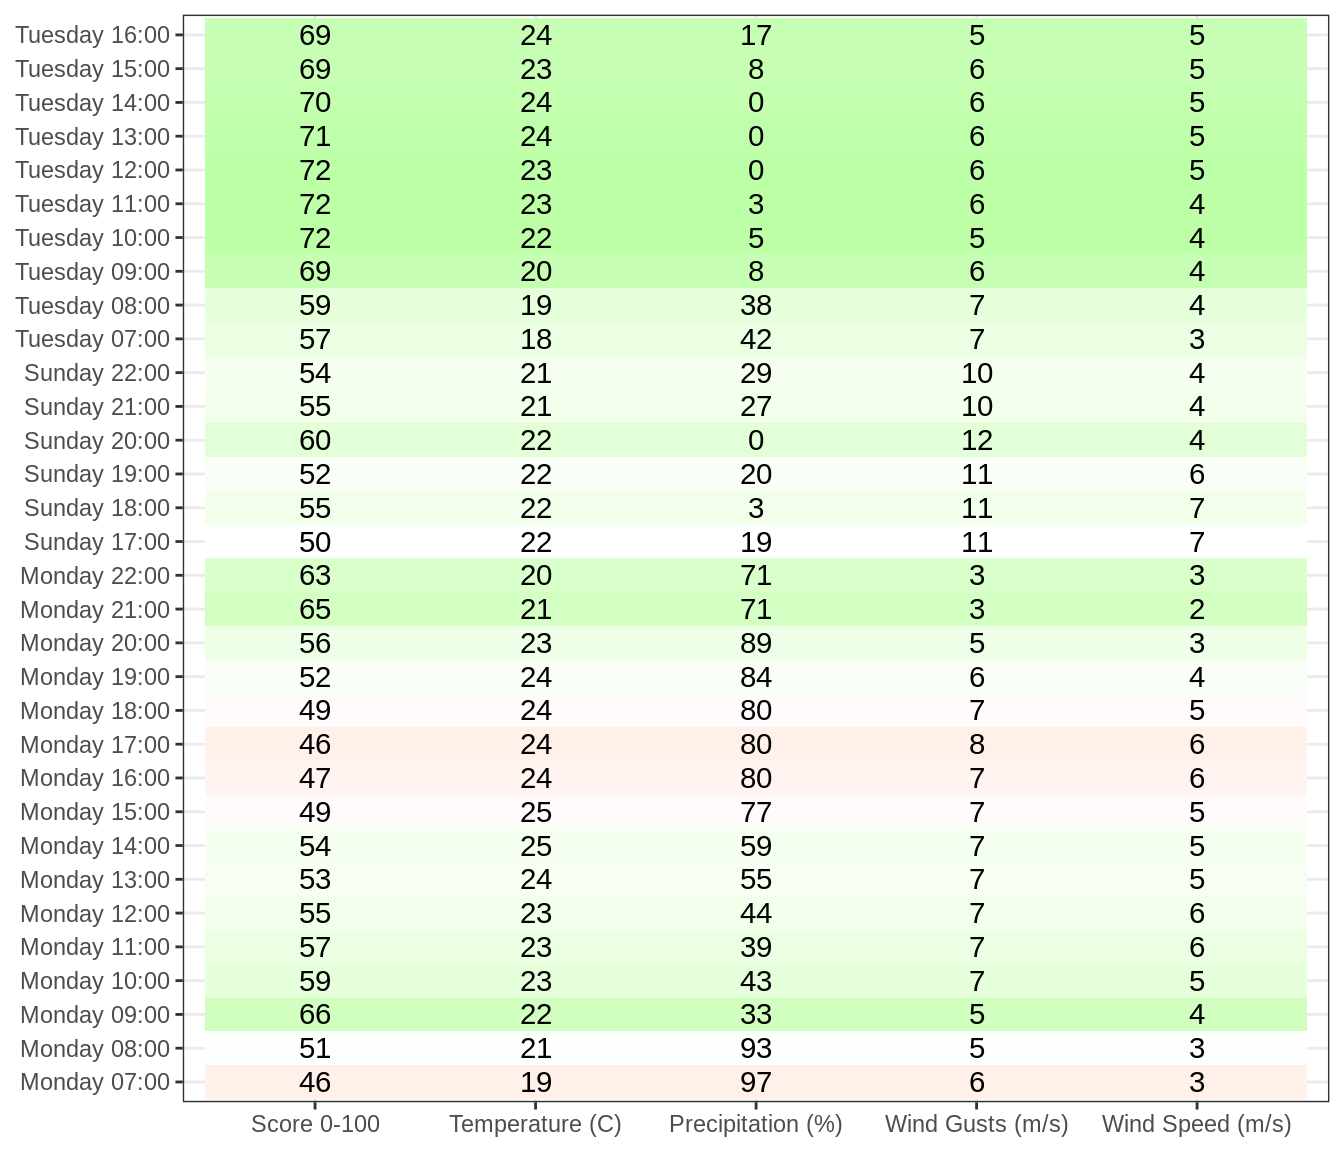 Tuesday 16:00 69 24 17 5 5
Tuesday 15:00 69 23 8 6 5
Tuesday 14:00 70 24 0 6 5
Tuesday 13:00 71 24 0 6 5
Tuesday 12:00 72 23 0 6 5
Tuesday 11:00 72 23 3 6 4
Tuesday 10:00 72 22 5 5 4
Tuesday 09:00 69 20 8 6 4
Tuesday 08:00 59 19 38 7 4
Tuesday 07:00 57 18 42 7 3
Sunday 22:00 54 21 29 10 4
Sunday 21:00 55 21 27 10 4
Sunday 20:00 60 22 0 12 4
Sunday 19:00 52 22 20 11 6
Sunday 18:00 55 22 3 11 7
Sunday 17:00 50 22 19 11 7
Monday 22:00 63 20 71 3 3
Monday 21:00 65 21 71 3 2
Monday 20:00 56 23 89 5 3
Monday 19:00 52 24 84 6 4
Monday 18:00 49 24 80 7 5
Monday 17:00 46 24 80 8 6
Monday 16:00 47 24 80 7 6
Monday 15:00 49 25 77 7 5
Monday 14:00 54 25 59 7 5
Monday 13:00 53 24 55 7 5
Monday 12:00 55 23 44 7 6
Monday 11:00 57 23 39 7 6
Monday 10:00 59 23 43 7 5
Monday 09:00 66 22 33 5 4
Monday 08:00 51 21 93 5 3
Monday 07:00 46 19 97 6 3
Score 0-100 Temperature (C) Precipitation (%) Wind Gusts (m/s) Wind Speed (m/s)